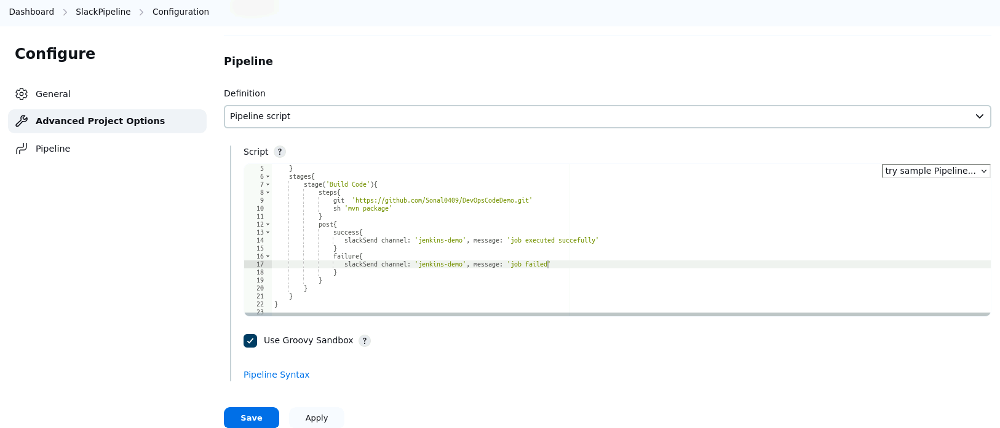 Dashboard > SlackPipeline > Configuration
Configure
General
Advanced Project Options
Pipeline
Pipeline
Definition
Pipeline script
Script ?
try sample Pipeline...
5 }
6 stages{
7 stage('Build Code'){
8 steps{
9 git  'https://github.com/Sonal0409/DevOpsCodeDemo.git'
10 sh 'mvn package'
11 }
12 post{
13 success{
14 slackSend channel: 'jenkins-demo', message: 'job executed succefully'
15 }
16 failure{
17 slackSend channel: 'jenkins-demo', message: 'job failed'
18 }
19 }
20 }
21 }
22 }
23
Use Groovy Sandbox ?
Pipeline Syntax
Save Apply